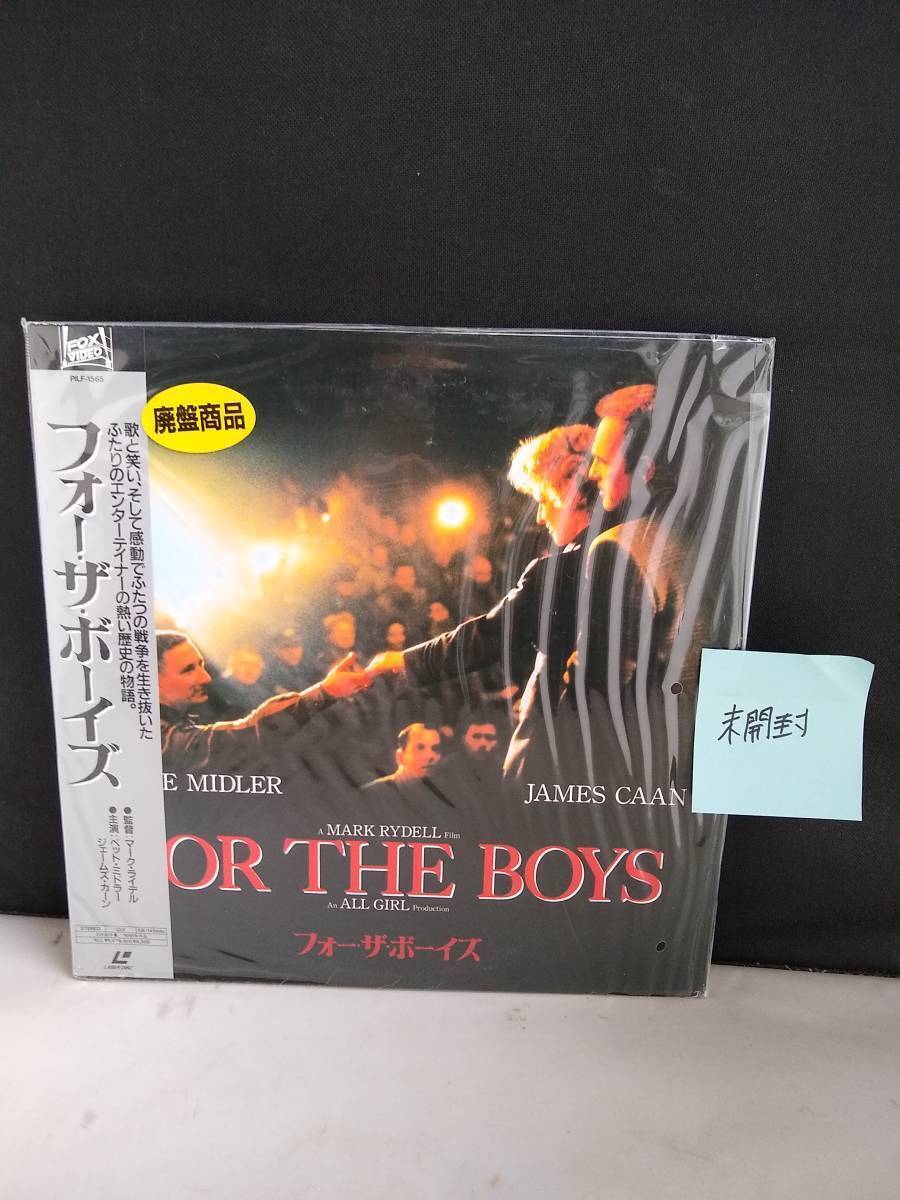 FOX
VIDEO
PILF-1565
廃盤商品
歌と笑い、そして感動でふたつの戦争を生き抜いた
ふたりのエンターテイナーの熱い歴史の物語。
フォー・ザ・ボーイズ
●監督:マーク・ライデル
●主演:ベット・ミドラー
ジェームズ・カーン
STEREO
LASERDISC
E MIDLER
JAMES CAAN
A MARK RYDELL Film
OR THE BOYS
An ALL GIRL Production
フォー・ザ・ボーイズ
未開封